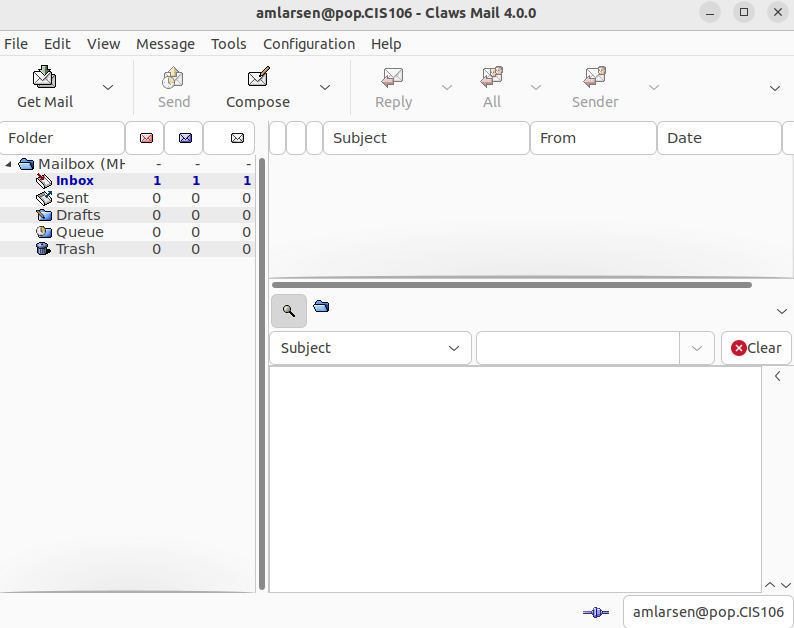 amlarsen@pop.CIS106 - Claws Mail 4.0.0
File Edit View Message Tools Configuration Help
Get Mail Send Compose Reply All Sender
Folder Subject From Date
Mailbox (MH - - -
Inbox 1 1 1
Sent 0 0 0
Drafts 0 0 0
Queue 0 0 0
Trash 0 0 0
Subject Clear
amlarsen@pop.CIS106